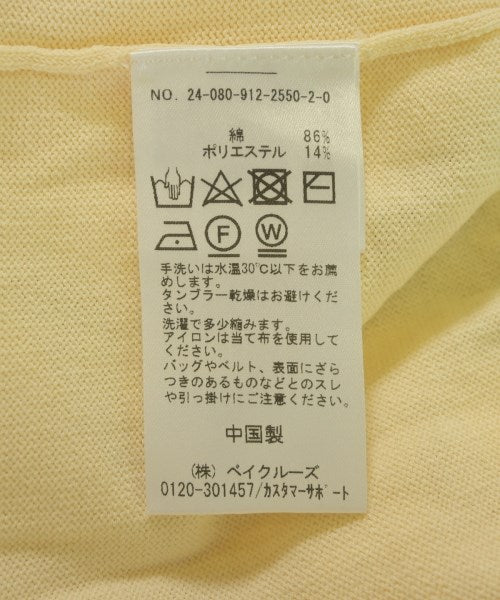 NO. 24-080-912-2550-2-0
綿 86%
ポリエステル 14%
F W
手洗いは水温30℃以下をお薦
めします。
タンブラー乾燥はお避けくだ
さい。
洗濯で多少縮みます。
アイロンは当て布を使用して
ください。
バッグやベルト、表面にざら
つきのあるものなどとのスレ
や引っ掛けにご注意ください。
中国製
(株) ベイクルーズ
0120-301457/カスタマーサポート